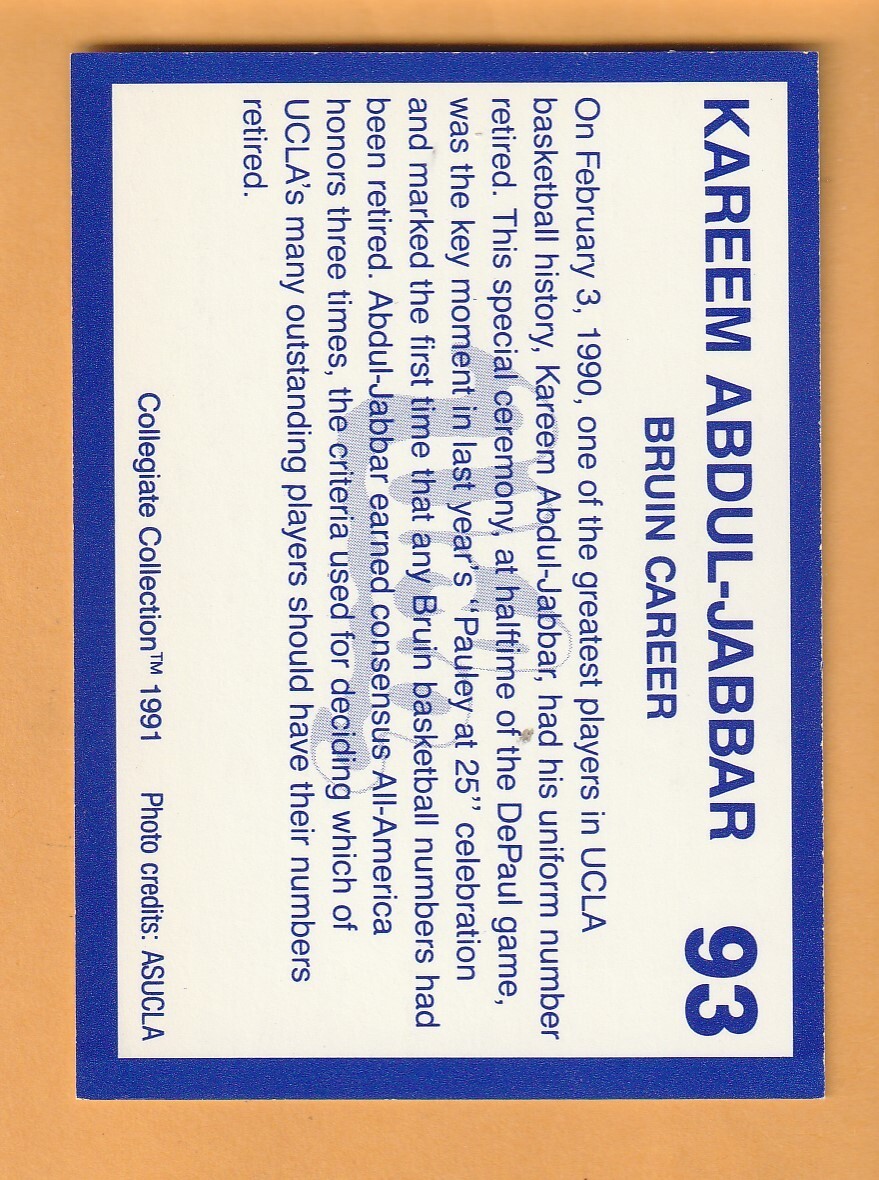 KAREEM ABDUL-JABBAR 93
BRUIN CAREER
On February 3, 1990, one of the greatest players in UCLA
basketball history, Kareem Abdul-Jabbar, had his uniform number
retired. This special ceremony, at halftime of the DePaul game,
was the key moment in last year's "Pauley at 25" celebration
and marked the first time that any Bruin basketball numbers had
been retired. Abdul-Jabbar earned consensus All-America
honors three times, the criteria used for deciding which of
UCLA's many outstanding players should have their numbers
retired.
Collegiate Collection™ 1991 Photo credits: ASUCLA